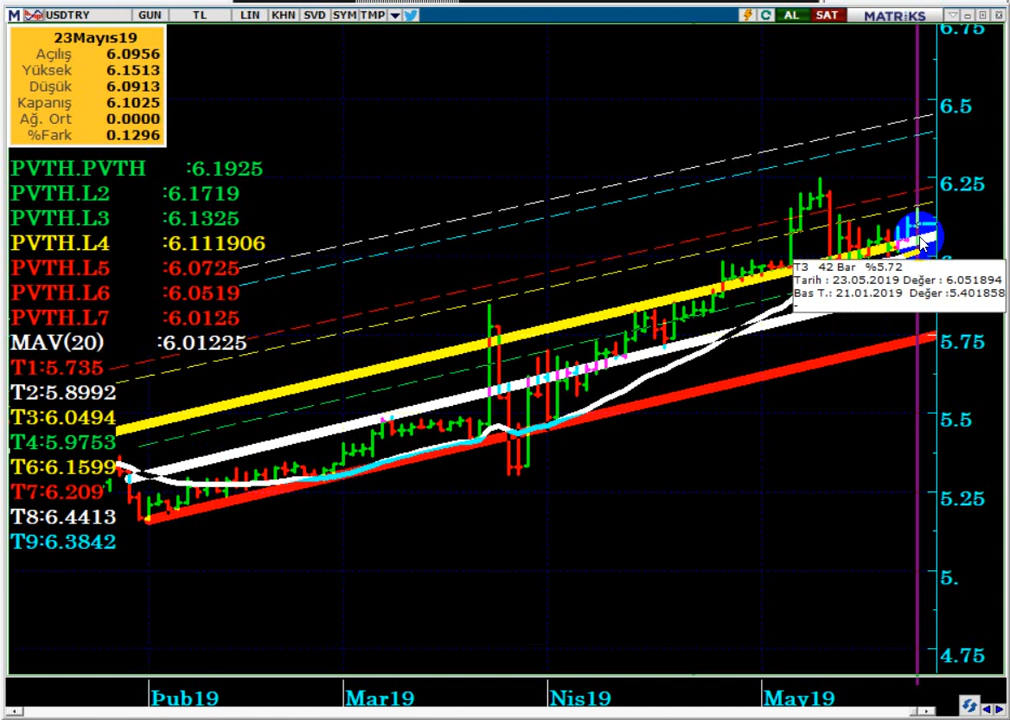 M USDTRY GUN TL LIN KHN SVD SYM TMP AL SAT MATRiKS
23Mayıs19
Açılış 6.0956
Yüksek 6.1513
Düşük 6.0913
Kapanış 6.1025
Ağ. Ort 0.0000
%Fark 0.1296
PVTH.PVTH :6.1925
PVTH.L2 :6.1719
PVTH.L3 :6.1325
PVTH.L4 :6.111906
PVTH.L5 :6.0725
PVTH.L6 :6.0519
PVTH.L7 :6.0125
MAV(20) :6.01225
T1:5.735
T2:5.8992
T3:6.0494
T4:5.9753
T6:6.1599
T7:6.209
T8:6.4413
T9:6.3842
6.75
6.5
6.25
T3 42 Bar %5.72
Tarih : 23.05.2019 Değer : 6.051894
Bas T.: 21.01.2019 Değer :5.401858
5.75
5.5
5.25
5.
4.75
Þub19 Mar19 Nis19 May19